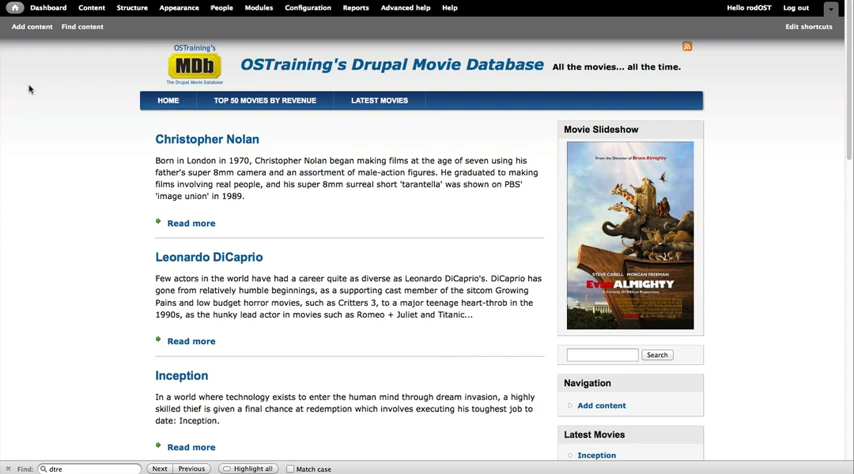 Dashboard Content Structure Appearance People Modules Configuration Reports Advanced help Help Hello rodOST Log out
Add content Find content Edit shortcuts
OSTraining's
MDb
The Drupal Movie Database
OSTraining's Drupal Movie Database All the movies... all the time.
HOME TOP 50 MOVIES BY REVENUE LATEST MOVIES
Christopher Nolan
Born in London in 1970, Christopher Nolan began making films at the age of seven using his
father's super 8mm camera and an assortment of male-action figures. He graduated to making
films involving real people, and his super 8mm surreal short 'tarantella' was shown on PBS'
'image union' in 1989.
Read more
Leonardo DiCaprio
Few actors in the world have had a career quite as diverse as Leonardo DiCaprio's. DiCaprio has
gone from relatively humble beginnings, as a supporting cast member of the sitcom Growing
Pains and low budget horror movies, such as Critters 3, to a major teenage heart-throb in the
1990s, as the hunky lead actor in movies such as Romeo + Juliet and Titanic...
Read more
Inception
In a world where technology exists to enter the human mind through dream invasion, a highly
skilled thief is given a final chance at redemption which involves executing his toughest job to
date: Inception.
Read more
Movie Slideshow
From the Director of Bruce Almighty
STEVE CARELL MORGAN FREEMAN
Evan ALMIGHTY
Search
Navigation
Add content
Latest Movies
Inception
Find: dtre Next Previous Highlight all Match case